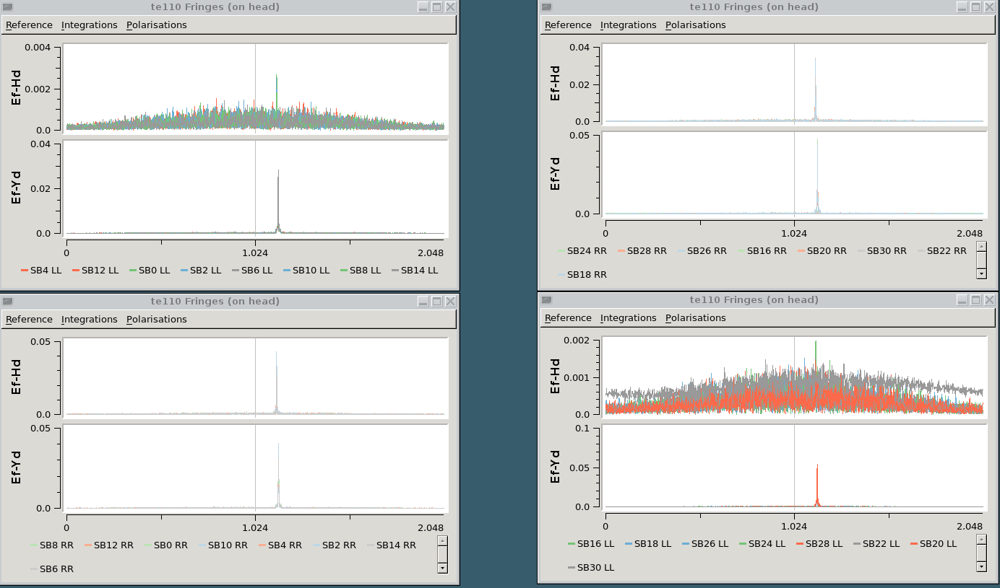 te110 Fringes (on head)
Reference Integrations Polarisations
0.004
0.002
0.0
Ef-Hd
0.04
0.02
0.0
Ef-Yd
0 1.024 2.048
SB4 LL SB12 LL SB0 LL SB2 LL SB6 LL SB10 LL SB8 LL SB14 LL
te110 Fringes (on head)
Reference Integrations Polarisations
0.04
0.02
0.0
Ef-Hd
0.05
0.0
Ef-Yd
0 1.024 2.048
SB24 RR SB28 RR SB26 RR SB16 RR SB20 RR SB30 RR SB22 RR
SB18 RR
te110 Fringes (on head)
Reference Integrations Polarisations
0.05
0.0
Ef-Hd
0.05
0.0
Ef-Yd
0 1.024 2.048
SB8 RR SB12 RR SB0 RR SB10 RR SB4 RR SB2 RR SB14 RR
SB6 RR
te110 Fringes (on head)
Reference Integrations Polarisations
0.002
0.001
0.0
Ef-Hd
0.1
0.05
0.0
Ef-Yd
0 1.024 2.048
SB16 LL SB18 LL SB26 LL SB24 LL SB28 LL SB22 LL SB20 LL
SB30 LL